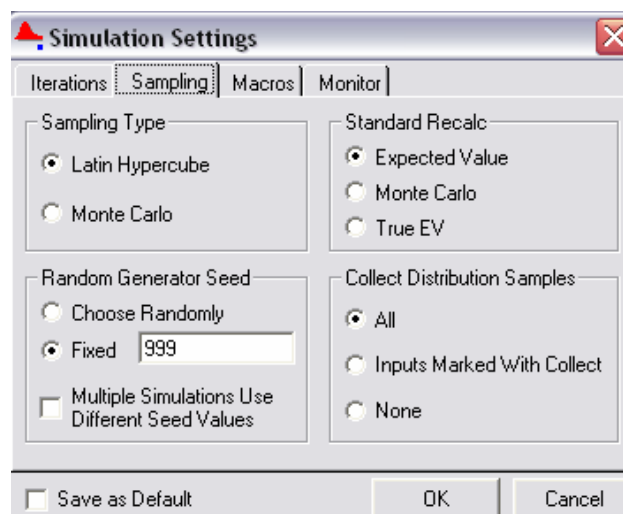 Simulation Settings
Iterations Sampling Macros Monitor
Sampling Type
Latin Hypercube
Monte Carlo
Standard Recalc
Expected Value
Monte Carlo
True EV
Random Generator Seed
Choose Randomly
Fixed 999
Multiple Simulations Use
Different Seed Values
Collect Distribution Samples
All
Inputs Marked With Collect
None
Save as Default
OK
Cancel